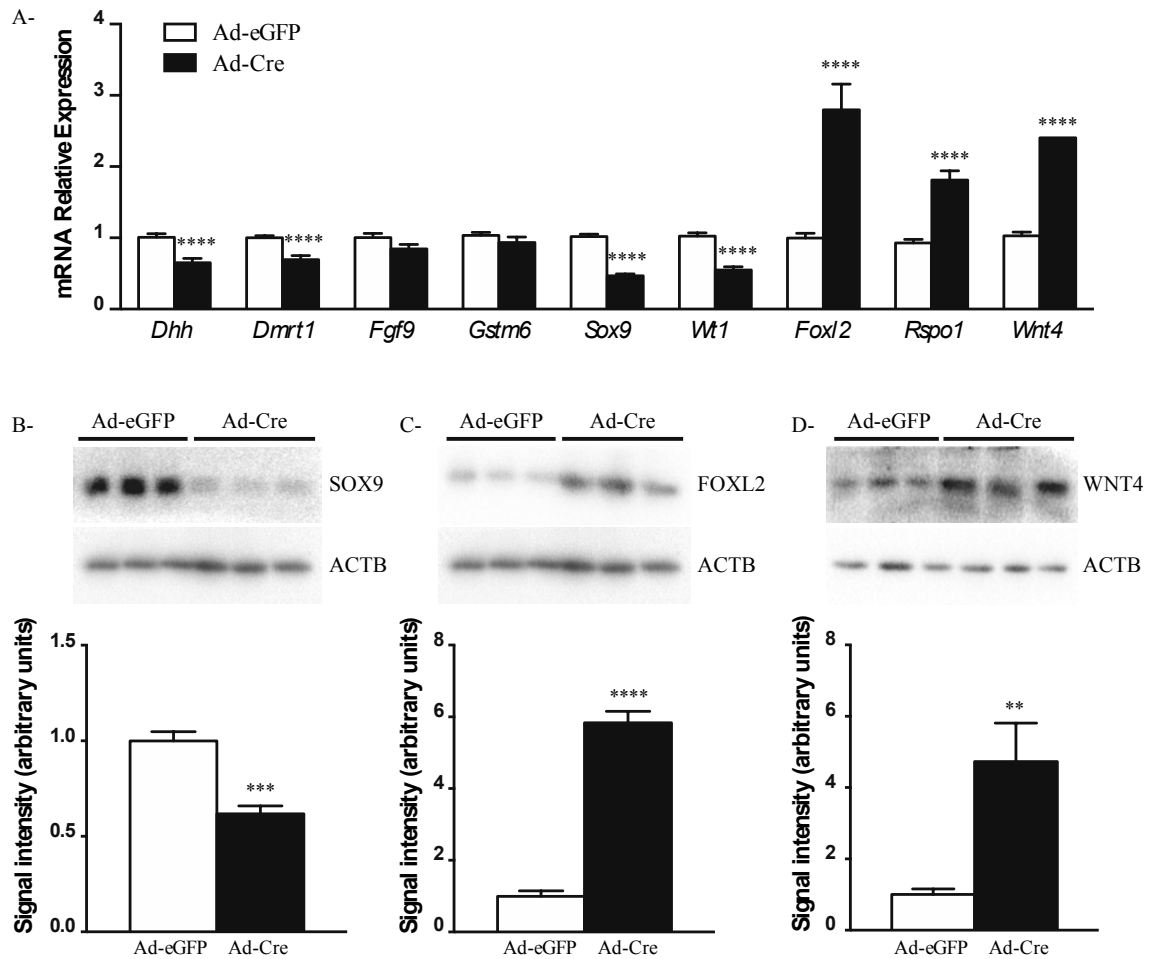 A-
mRNA Relative Expression
4
3
2
1
0
Ad-eGFP
Ad-Cre
**** **** **** **** **** **** ****
Dhh Dmrt1 Fgf9 Gstm6 Sox9 Wt1 Foxl2 Rspo1 Wnt4
B-
Ad-eGFP Ad-Cre
SOX9
ACTB
Signal intensity (arbitrary units)
1.5
1.0
0.5
0.0
***
Ad-eGFP Ad-Cre
C-
Ad-eGFP Ad-Cre
FOXL2
ACTB
Signal intensity (arbitrary units)
8
6
4
2
0
****
Ad-eGFP Ad-Cre
D-
Ad-eGFP Ad-Cre
WNT4
ACTB
Signal intensity (arbitrary units)
8
6
4
2
0
**
Ad-eGFP Ad-Cre